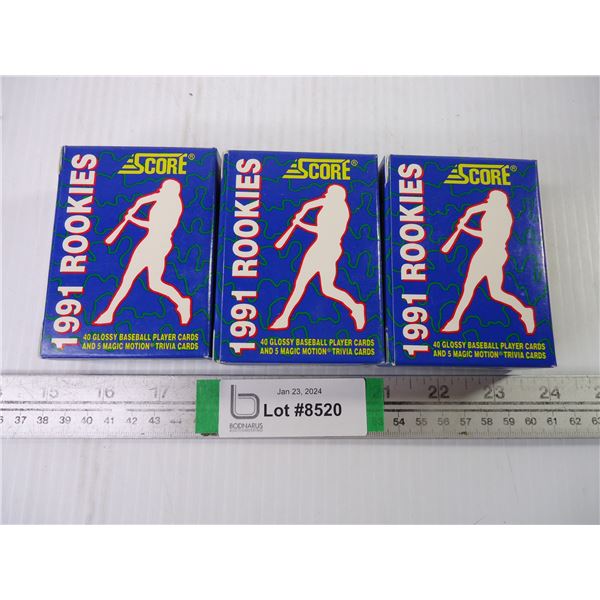 SCORE®
1991 ROOKIES
40 GLOSSY BASEBALL PLAYER CARDS
AND 5 MAGIC MOTION® TRIVIA CARDS
SCORE®
1991 ROOKIES
40 GLOSSY BASEBALL PLAYER CARDS
AND 5 MAGIC MOTION® TRIVIA CARDS
SCORE®
1991 ROOKIES
40 GLOSSY BASEBALL PLAYER CARDS
AND 5 MAGIC MOTION® TRIVIA CARDS
15 16 17 22 23 24
37 38 39 40 41 42 43 44 54 55 56 57 58 59 60 61 62 63
Jan 23, 2024
Lot #8520
BODNARUS